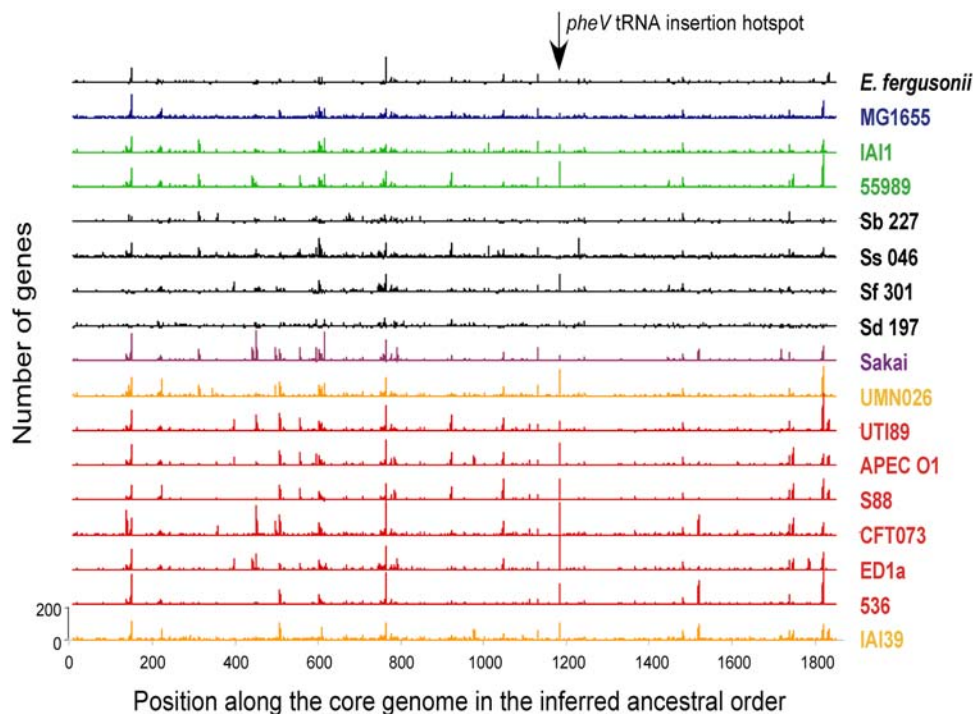 pheV tRNA insertion hotspot
E. fergusonii
MG1655
IAI1
55989
Sb 227
Ss 046
Sf 301
Sd 197
Sakai
UMN026
UTI89
APEC O1
S88
CFT073
ED1a
536
IAI39
Number of genes
200
0
0 200 400 600 800 1000 1200 1400 1600 1800
Position along the core genome in the inferred ancestral order